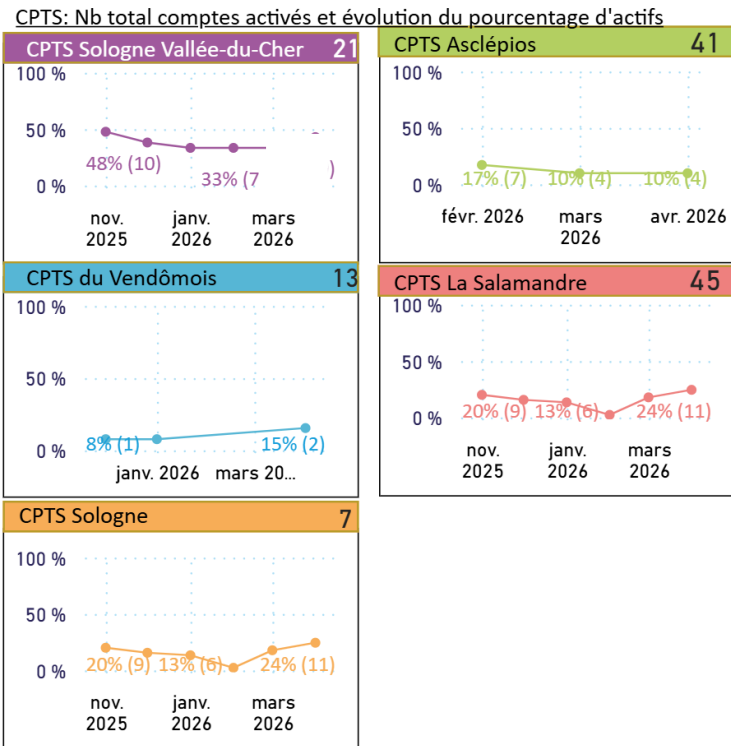 CPTS: Nb total comptes activés et évolution du pourcentage d'actifs
CPTS Sologne Vallée-du-Cher 21
100 %
50 %
0 %
48% (10)
33% (7
)
nov.
2025
janv.
2026
mars
2026
CPTS Asclépios 41
100 %
50 %
0 %
17% (7) 10% (4) 10% (4)
févr. 2026
mars
2026
avr. 2026
CPTS du Vendômois 13
100 %
50 %
0 %
8% (1) 15% (2)
janv. 2026 mars 20...
CPTS La Salamandre 45
100 %
50 %
0 %
20% (9) 13% (6) 24% (11)
nov.
2025
janv.
2026
mars
2026
CPTS Sologne 7
100 %
50 %
0 %
20% (9) 13% (6) 24% (11)
nov.
2025
janv.
2026
mars
2026